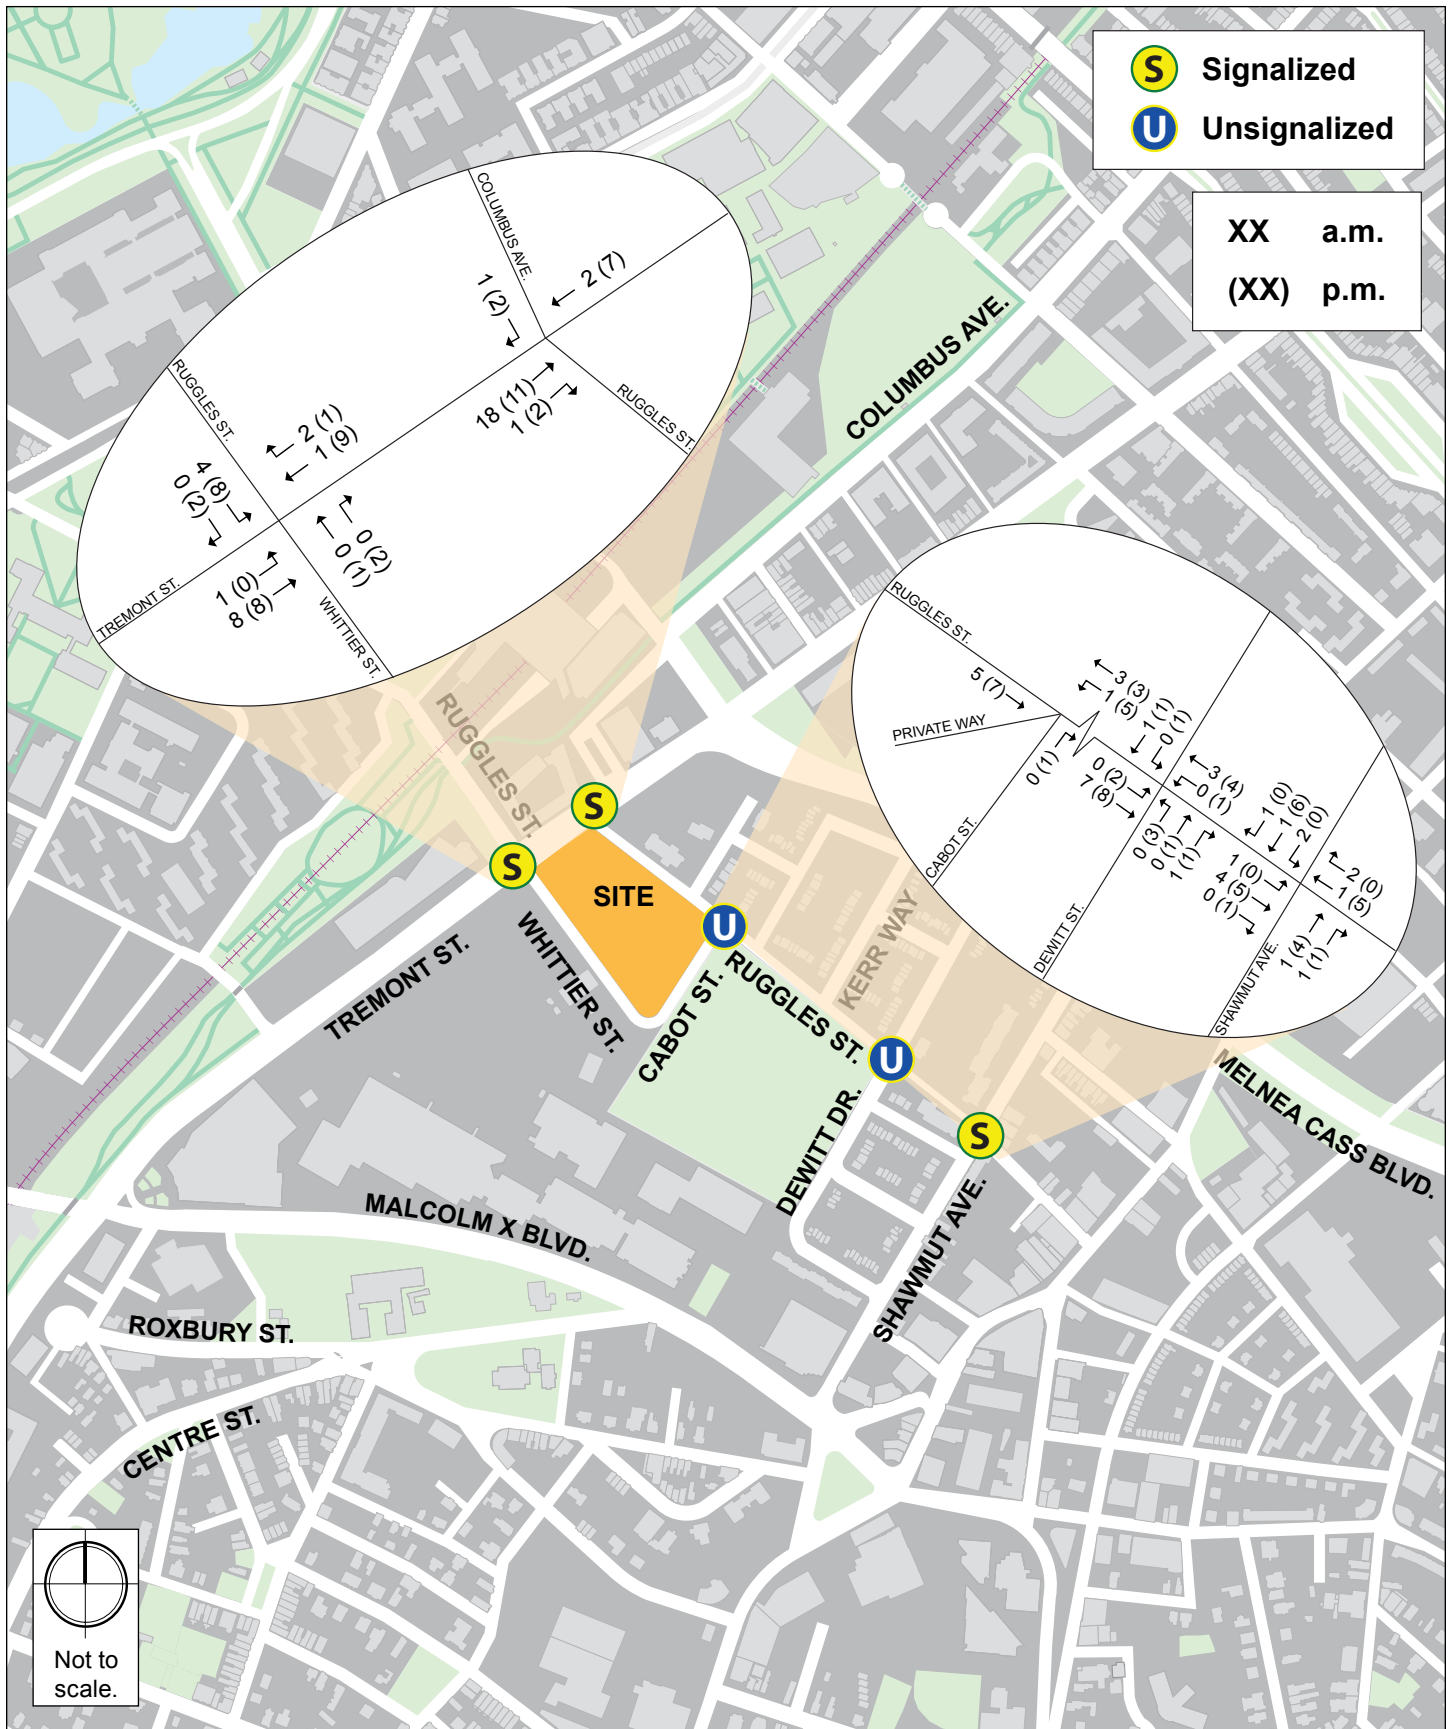 S Signalized
U Unsignalized
XX a.m.
(XX) p.m.
COLUMBUS AVE.
2 (7)
1 (2)
18 (11)
1 (2)
RUGGLES ST.
RUGGLES ST.
2 (1)
1 (9)
4 (8)
0 (2)
0 (2)
0 (1)
1 (0)
8 (8)
TREMONT ST.
WHITTIER ST.
COLUMBUS AVE.
RUGGLES ST.
5 (7)
PRIVATE WAY
3 (3)
1 (5)
1 (1)
0 (1)
0 (1)
0 (2)
7 (8)
3 (4)
0 (1)
1 (0)
1 (6)
2 (0)
0 (3)
0 (1)
1 (1)
1 (0)
4 (5)
0 (1)
2 (0)
1 (5)
1 (4)
1 (1)
CABOT ST.
DEWITT ST.
SHAWMUT AVE.
RUGGLES ST.
S
S
SITE
U
KERR WAY
TREMONT ST.
WHITTIER ST.
CABOT ST.
RUGGLES ST.
U
S
MELNEA CASS BLVD.
DEWITT DR.
SHAWMUT AVE.
MALCOLM X BLVD.
ROXBURY ST.
CENTRE ST.
Not to
scale.